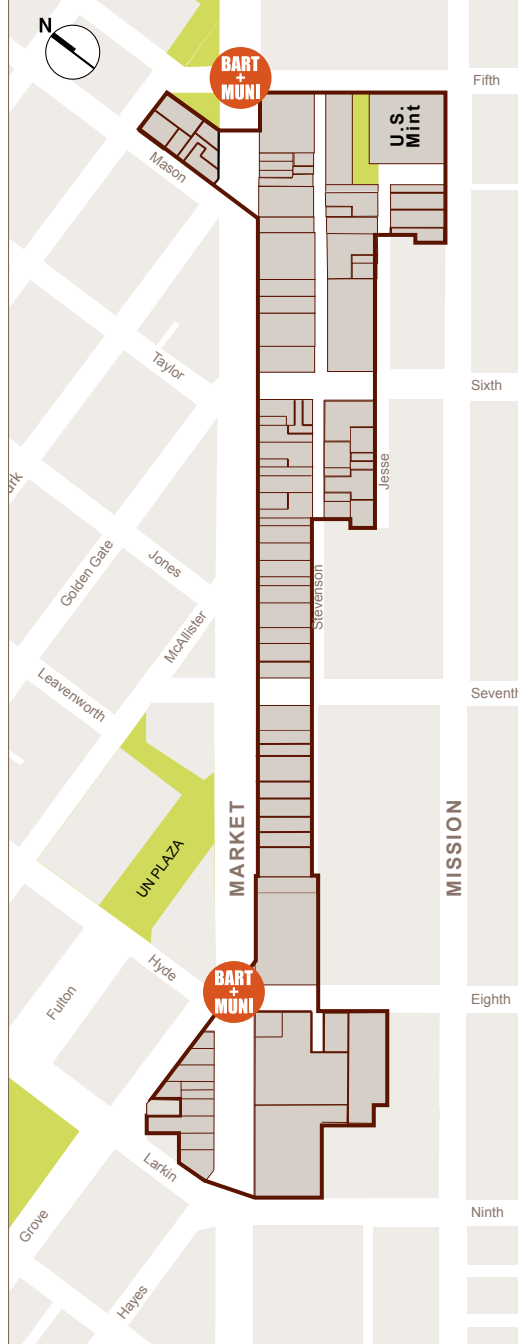 N
BART
+
MUNI
Fifth
U.S.
Mint
Mason
Taylor
Sixth
Jesse
Golden Gate
Jones
Stevenson
McAllister
Leavenworth
Seventh
MARKET
MISSION
UN PLAZA
Hyde
BART
+
MUNI
Eighth
Fulton
Larkin
Ninth
Grove
Hayes